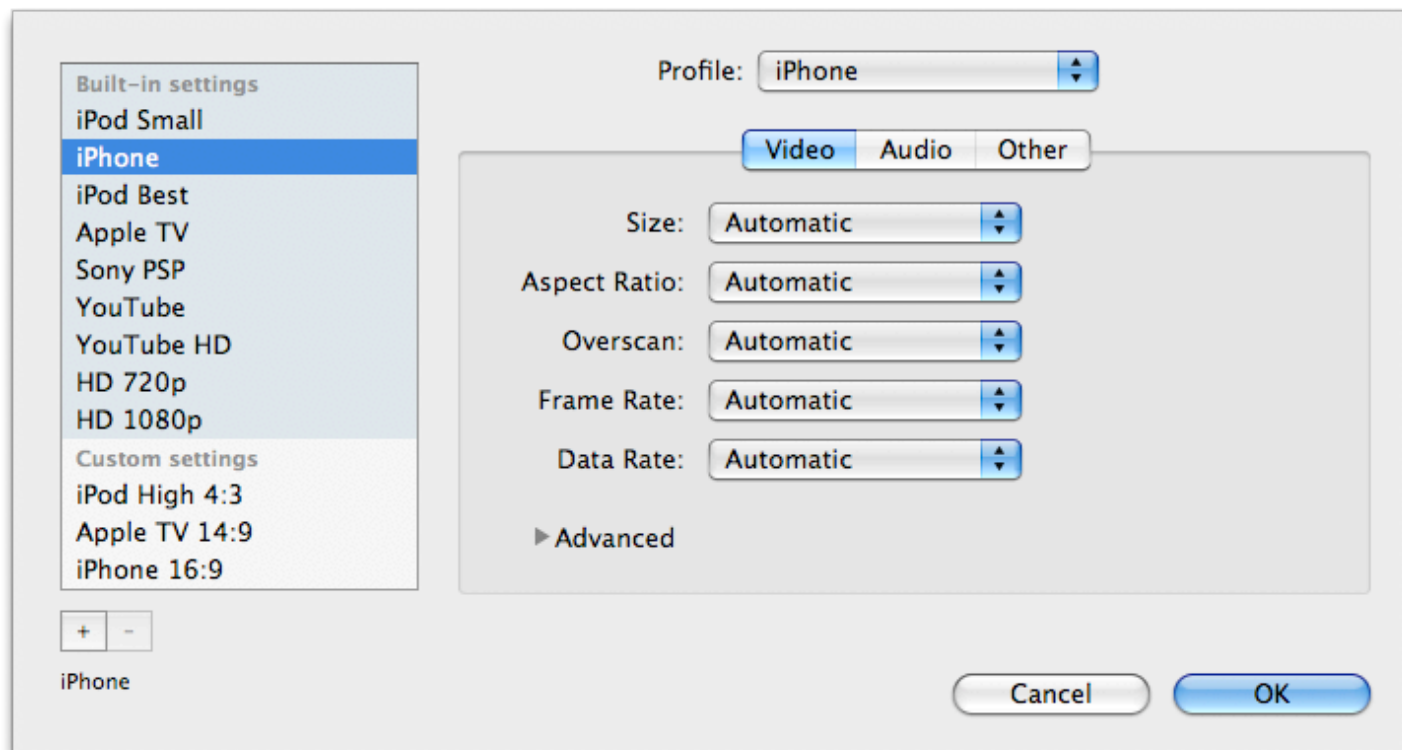 Built-in settings
iPod Small
iPhone
iPod Best
Apple TV
Sony PSP
YouTube
YouTube HD
HD 720p
HD 1080p
Custom settings
iPod High 4:3
Apple TV 14:9
iPhone 16:9
+ -
iPhone
Profile: iPhone
Video Audio Other
Size: Automatic
Aspect Ratio: Automatic
Overscan: Automatic
Frame Rate: Automatic
Data Rate: Automatic
Advanced
Cancel OK